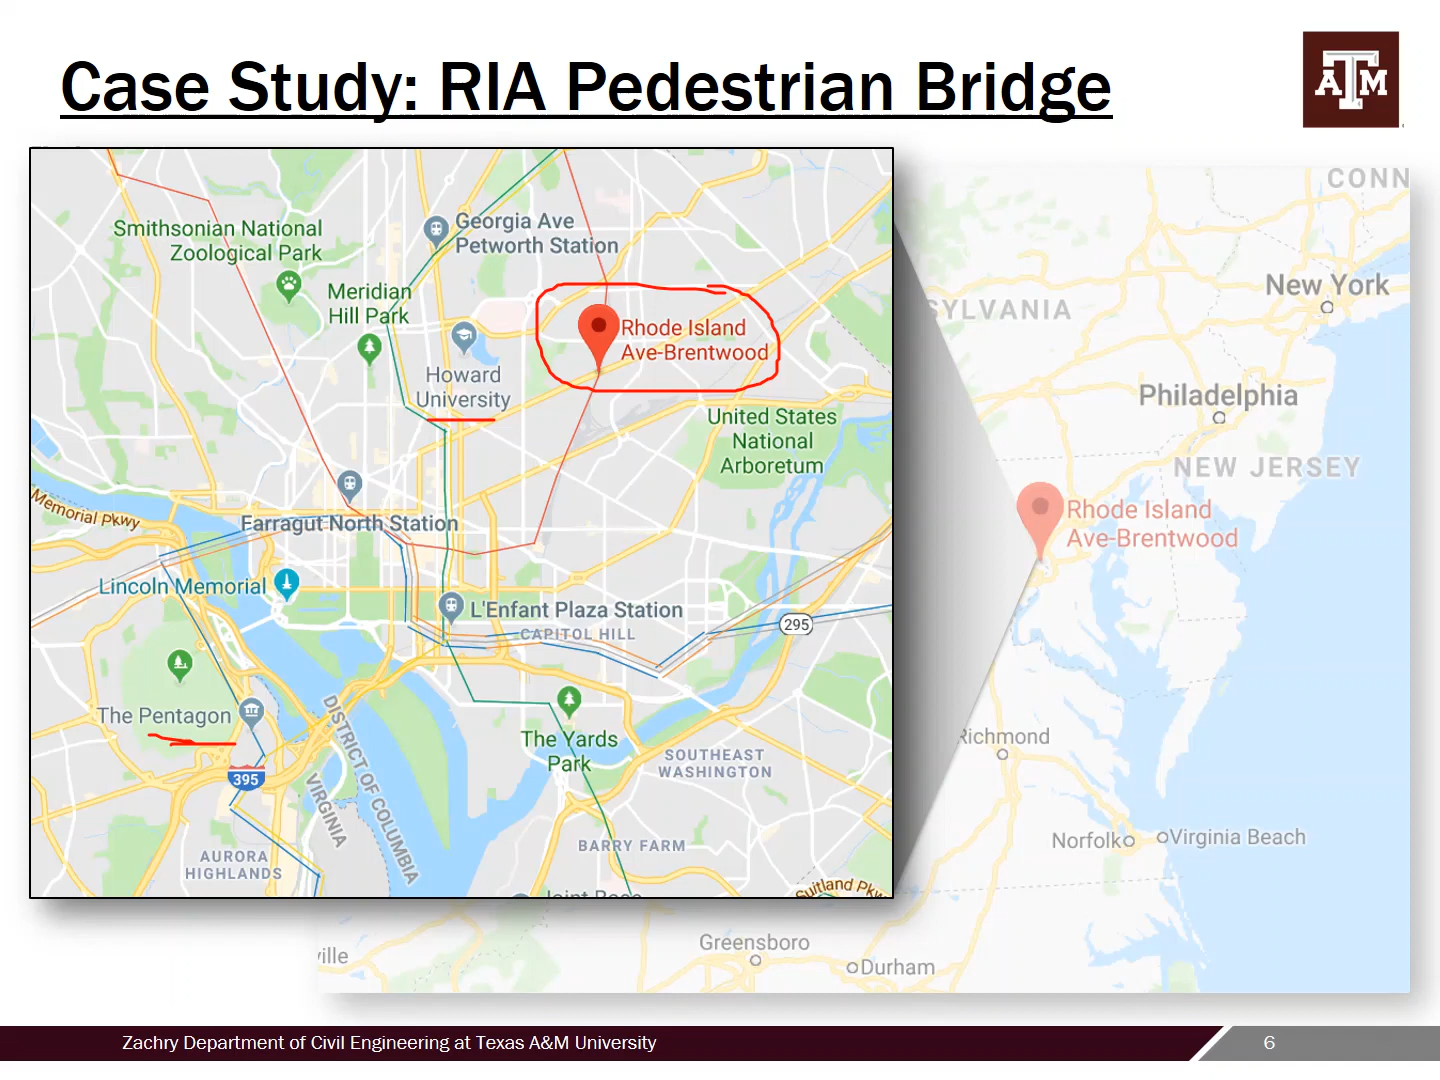 Case Study: RIA Pedestrian Bridge
ATM
Smithsonian National
Zoological Park
Georgia Ave
Petworth Station
Meridian
Hill Park
Howard
University
Rhode Island
Ave-Brentwood
United States
National
Arboretum
Memorial Pkwy
Farragut North Station
Lincoln Memorial
L'Enfant Plaza Station
CAPITOL HILL
295
The Pentagon
395
DISTRICT OF COLUMBIA
VIRGINIA
The Yards
Park
SOUTHEAST
WASHINGTON
AURORA
HIGHLANDS
BARRY FARM
Suitland Pkw
CONN
New York
SYLVANIA
Philadelphia
NEW JERSEY
Rhode Island
Ave-Brentwood
Richmond
Norfolk
Virginia Beach
Greensboro
Durham
ville
Zachry Department of Civil Engineering at Texas A&M University
6